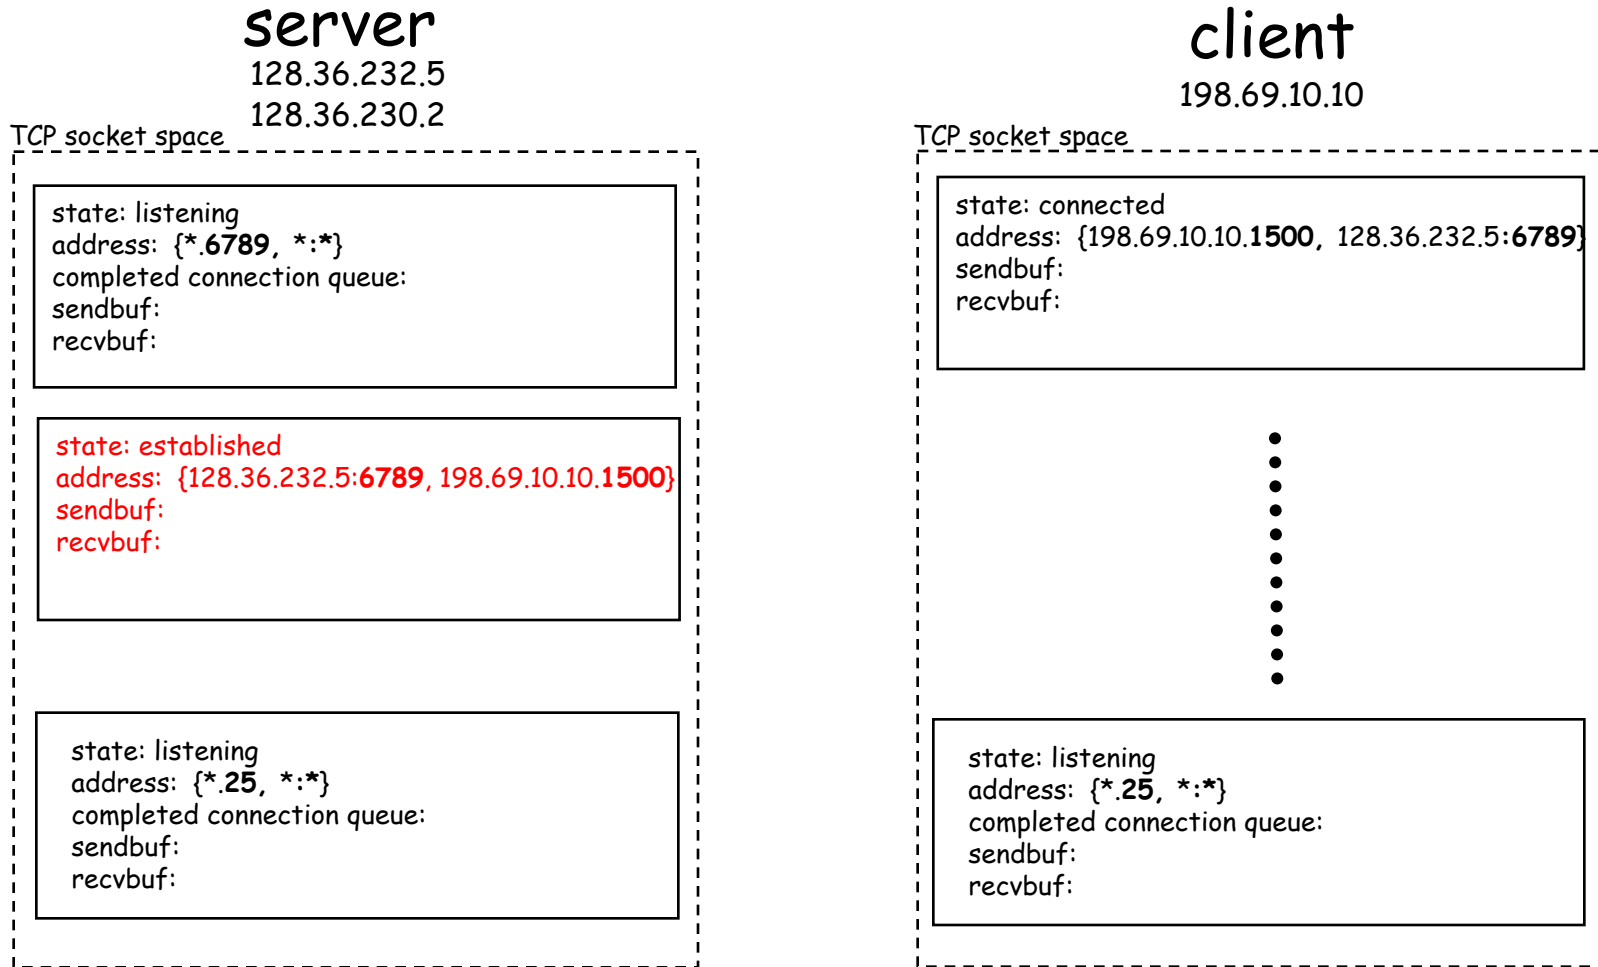 server
128.36.232.5
128.36.230.2
TCP socket space
state: listening
address: {*.6789, *:*}
completed connection queue:
sendbuf:
recvbuf:
state: established
address: {128.36.232.5:6789, 198.69.10.10.1500}
sendbuf:
recvbuf:
state: listening
address: {*.25, *:*}
completed connection queue:
sendbuf:
recvbuf:
client
198.69.10.10
TCP socket space
state: connected
address: {198.69.10.10.1500, 128.36.232.5:6789}
sendbuf:
recvbuf:
state: listening
address: {*.25, *:*}
completed connection queue:
sendbuf:
recvbuf: